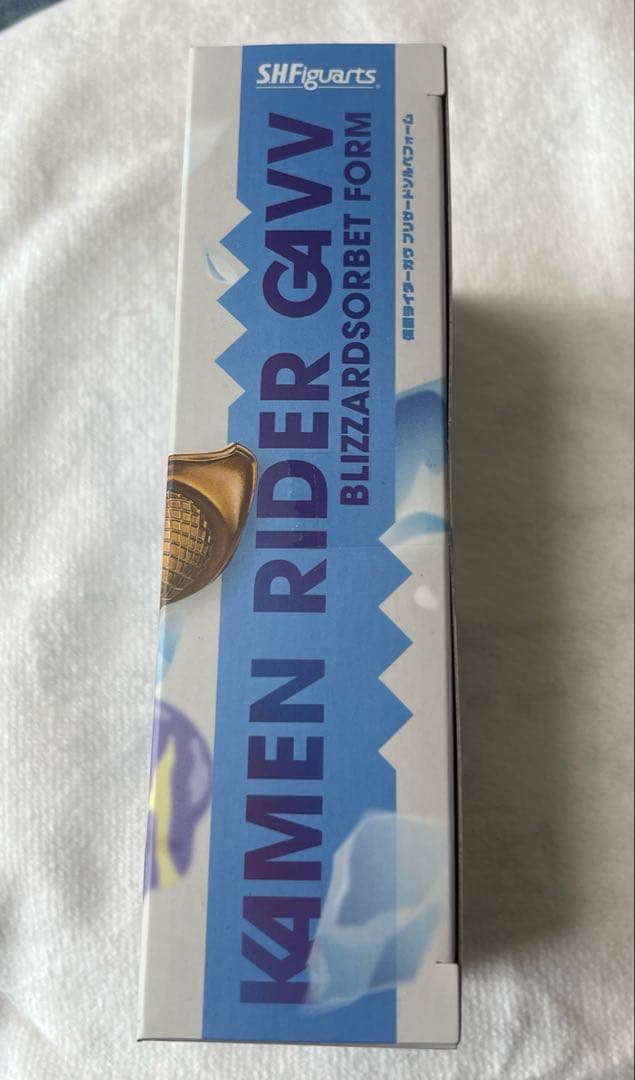 S.H.Figuarts
KAMEN RIDER GAVV
BLIZZARDSORBET FORM
仮面ライダーガヴ ブリザードソルベフォーム